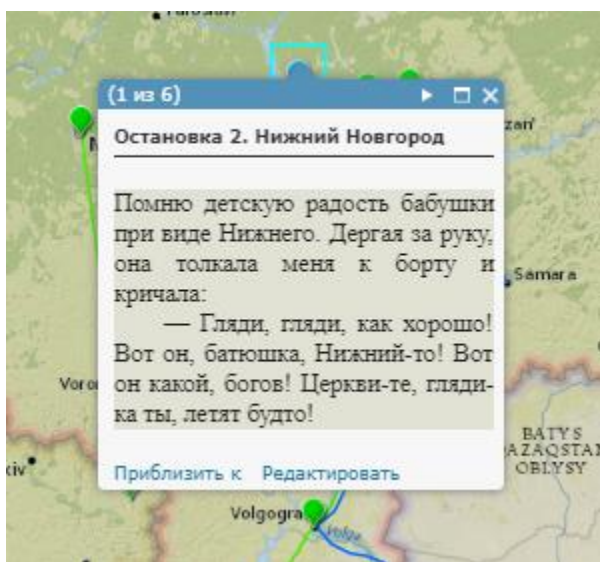 (1 из 6)
Остановка 2. Нижний Новгород
Помню детскую радость бабушки
при виде Нижнего. Дергая за руку,
она толкала меня к борту и
кричала:
— Гляди, гляди, как хорошо!
Вот он, батюшка, Нижний-то! Вот
он какой, богов! Церкви-те, гляди-
ка ты, летят будто!
Приблизить к Редактировать
Samara
BATYS
OBLYSY
Volgogra
Volga